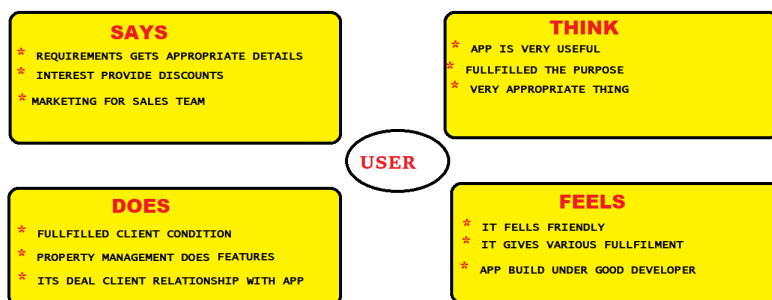 SAYS
* REQUIREMENTS GETS APPROPRIATE DETAILS
* INTEREST PROVIDE DISCOUNTS
* MARKETING FOR SALES TEAM
THINK
* APP IS VERY USEFUL
* FULLFILLED THE PURPOSE
* VERY APPROPRIATE THING
USER
DOES
* FULLFILLED CLIENT CONDITION
* PROPERTY MANAGEMENT DOES FEATURES
* ITS DEAL CLIENT RELATIONSHIP WITH APP
FEELS
* IT FELLS FRIENDLY
* IT GIVES VARIOUS FULLFILMENT
* APP BUILD UNDER GOOD DEVELOPER